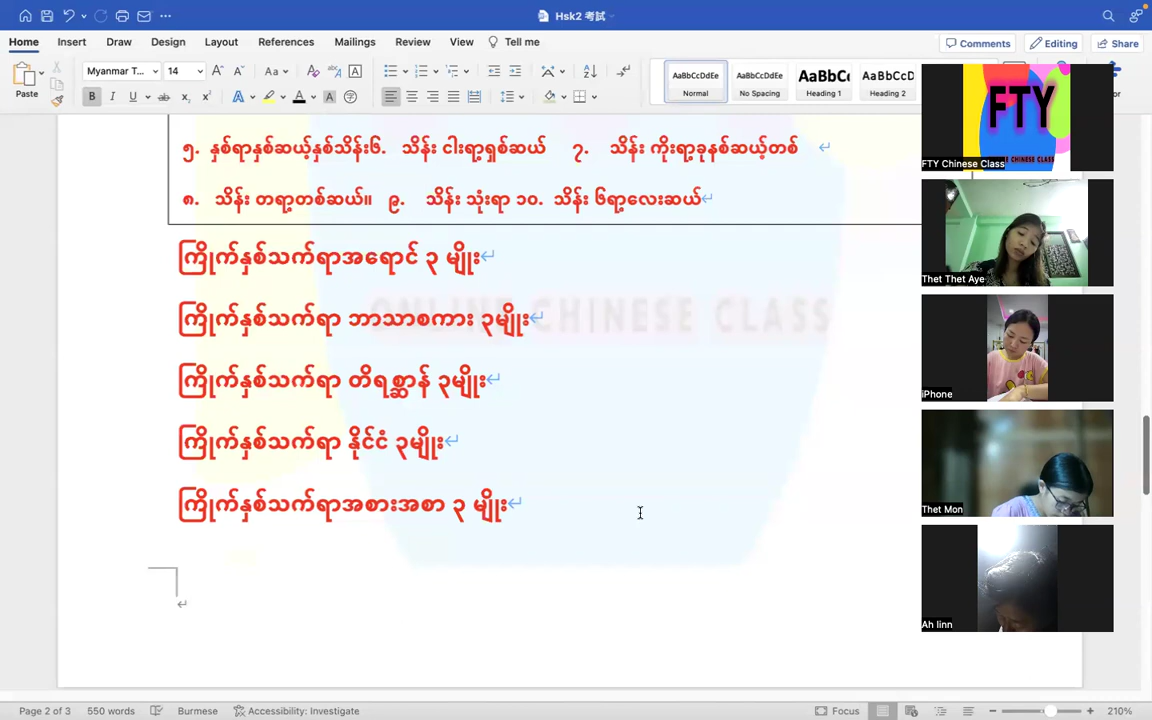 Hsk2 考試
Home Insert Draw Design Layout References Mailings Review View Tell me Comments Editing Share
Paste Myanmar T... 14 Aa A
B I U ab x₂ x² A A A
AaBbCcDdEe Normal AaBbCcDdEe No Spacing AaBbC Heading 1 AaBbCcD Heading 2
FTY
FTY Chinese Class
၅. နှစ်ရာနှစ်ဆယ့်နှစ်သိန်း၆. သိန်း ငါးရာ့ရှစ်ဆယ် ၇. သိန်း ကိုးရာ့ခုနစ်ဆယ့်တစ်
၈. သိန်း တရာ့တစ်ဆယ်။ ၉. သိန်း သုံးရာ ၁၀. သိန်း ၆ရာ့လေးဆယ်
ကြိုက်နှစ်သက်ရာအရောင် ၃ မျိုး
Thet Thet Aye
ONLINE CHINESE CLASS
ကြိုက်နှစ်သက်ရာ ဘာသာစကား ၃မျိုး
ကြိုက်နှစ်သက်ရာ တိရစ္ဆာန် ၃မျိုး
iPhone
ကြိုက်နှစ်သက်ရာ နိုင်ငံ ၃မျိုး
ကြိုက်နှစ်သက်ရာအစားအစာ ၃ မျိုး
Thet Mon
Ah linn
Page 2 of 3 550 words Burmese Accessibility: Investigate Focus 210%